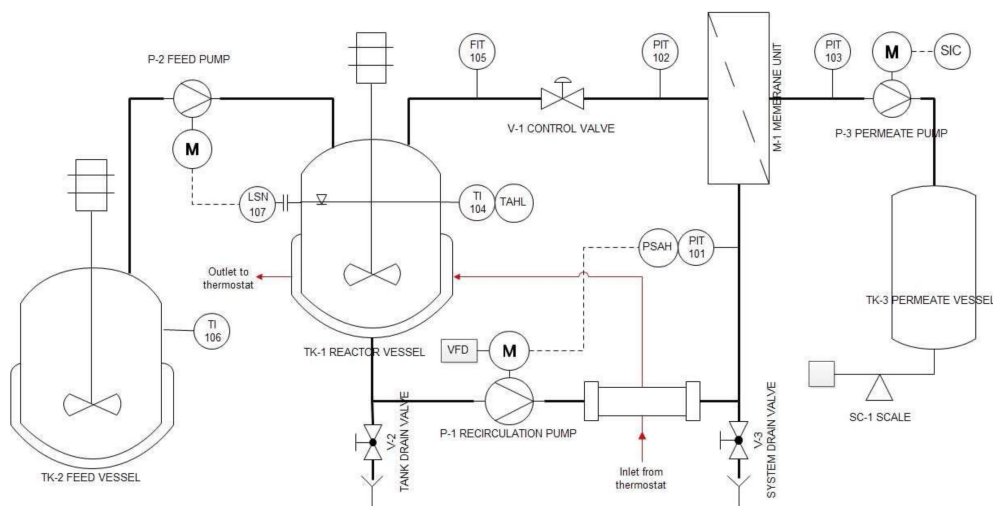 P-2 FEED PUMP
M
LSN
107
FIT
105
V-1 CONTROL VALVE
PIT
102
M-1 MEMRANE UNIT
PIT
103
M
SIC
P-3 PERMEATE PUMP
TI
104
TAHL
PSAH
PIT
101
Outlet to
thermostat
TI
106
TK-1 REACTOR VESSEL
VFD
M
P-1 RECIRCULATION PUMP
TK-3 PERMEATE VESSEL
SC-1 SCALE
V-2
TANK DRAIN VALVE
Inlet from
thermostat
V-3
SYSTEM DRAIN VALVE
TK-2 FEED VESSEL